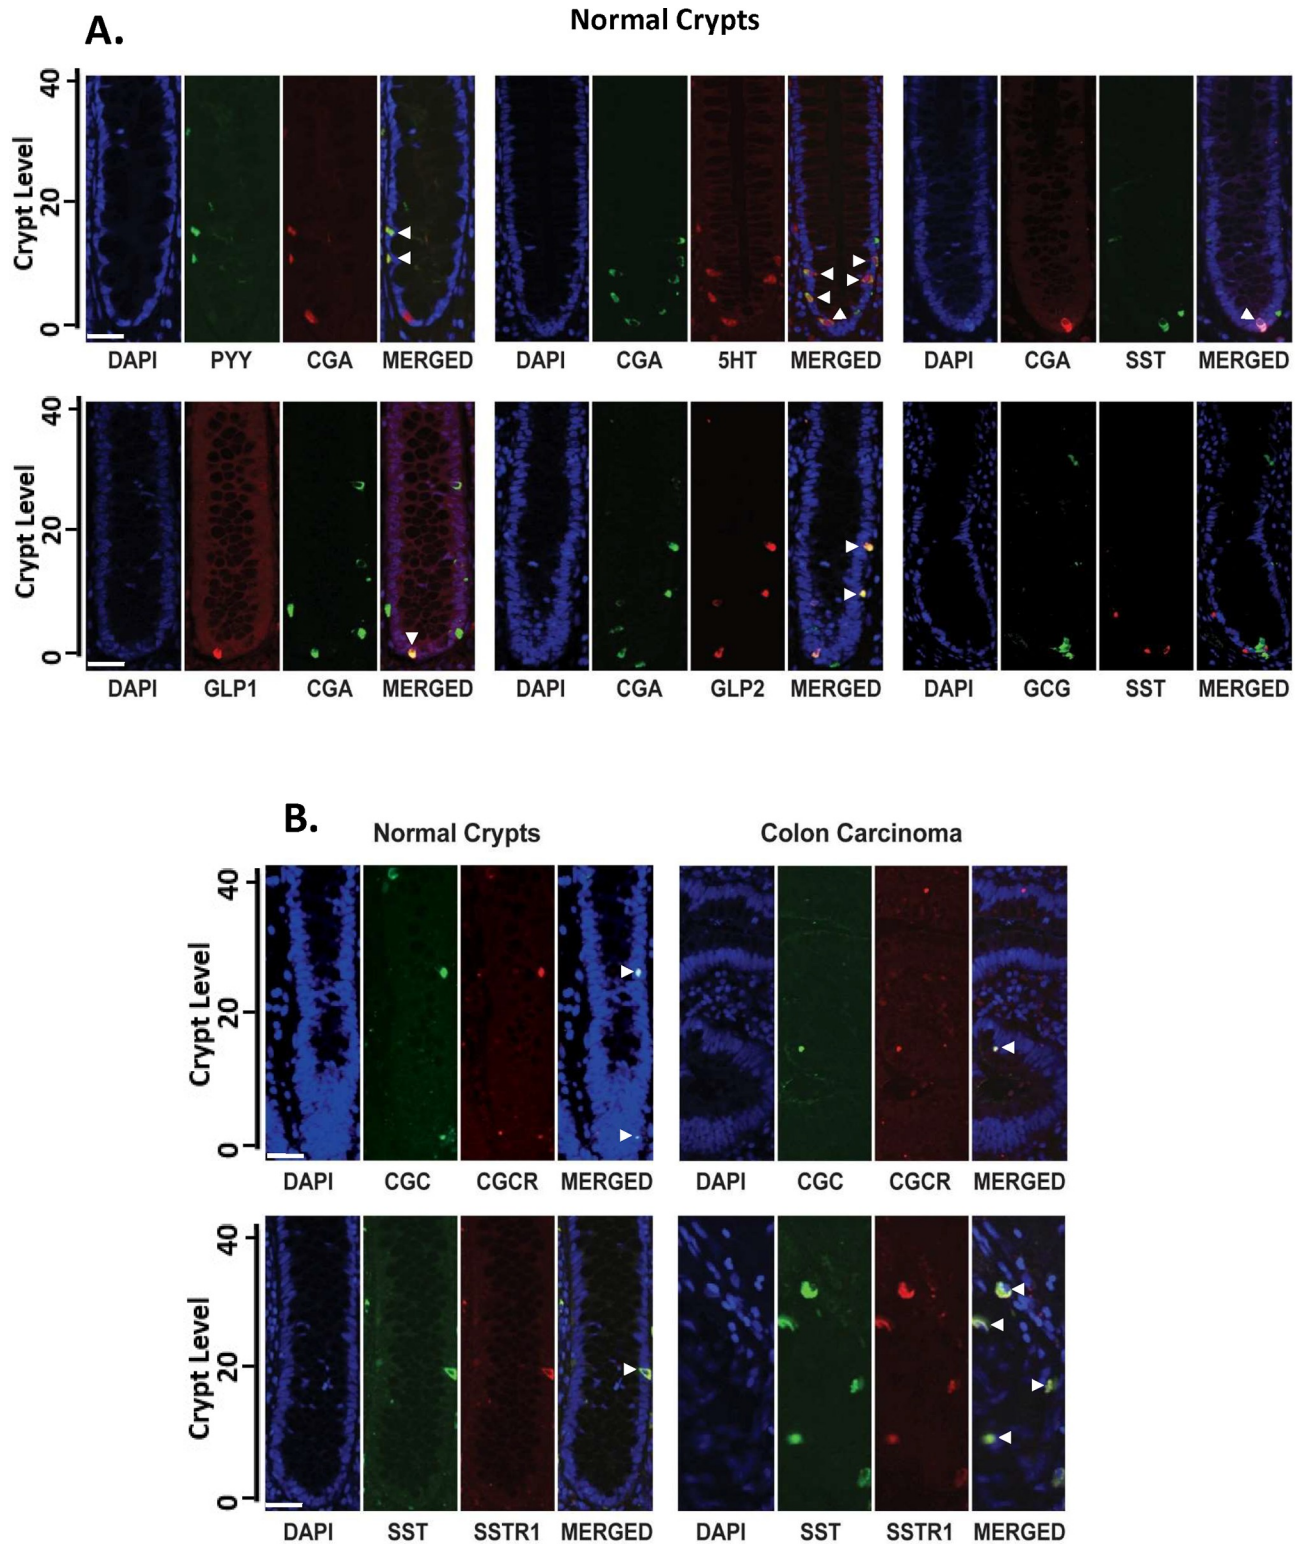 A.
Normal Crypts
Crypt Level
40
20
0
DAPI PYY CGA MERGED
DAPI CGA 5HT MERGED
DAPI CGA SST MERGED
Crypt Level
40
20
0
DAPI GLP1 CGA MERGED
DAPI CGA GLP2 MERGED
DAPI GCG SST MERGED
B.
Normal Crypts
Colon Carcinoma
Crypt Level
40
20
0
DAPI CGC CGCR MERGED
DAPI CGC CGCR MERGED
Crypt Level
40
20
0
DAPI SST SSTR1 MERGED
DAPI SST SSTR1 MERGED